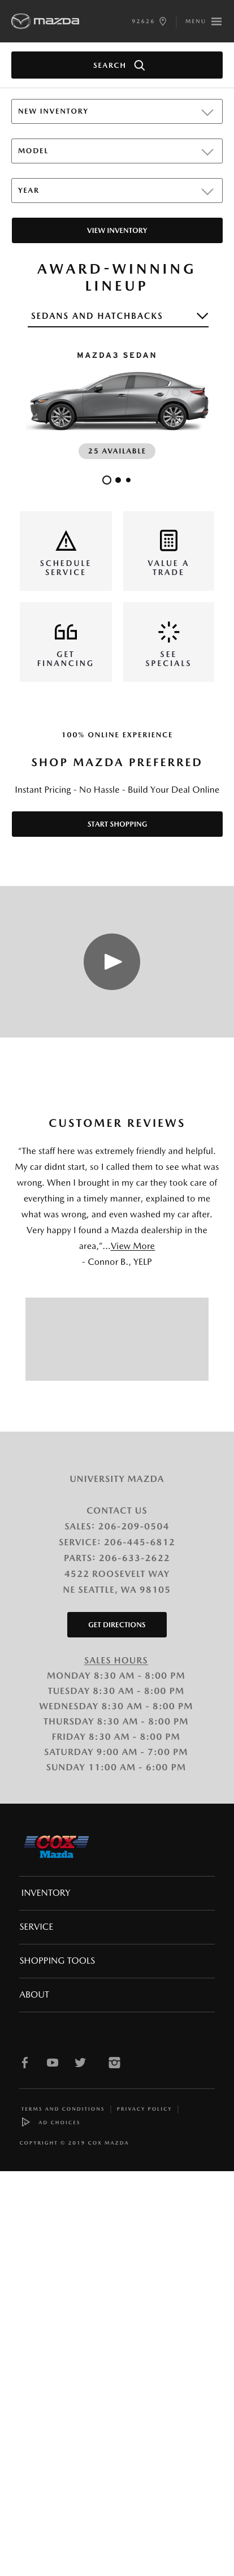 mazda
92626
MENU
SEARCH
NEW INVENTORY
MODEL
YEAR
VIEW INVENTORY
AWARD-WINNING
LINEUP
SEDANS AND HATCHBACKS
MAZDA3 SEDAN
25 AVAILABLE
SCHEDULE
SERVICE
VALUE A
TRADE
GET
FINANCING
SEE
SPECIALS
100% ONLINE EXPERIENCE
SHOP MAZDA PREFERRED
Instant Pricing - No Hassle - Build Your Deal Online
START SHOPPING
CUSTOMER REVIEWS
"The staff here was extremely friendly and helpful.
My car didnt start, so I called them to see what was
wrong. When I brought in my car they took care of
everything in a timely manner, explained to me
what was wrong, and even washed my car after.
Very happy I found a Mazda dealership in the
area,"...View More
- Connor B., YELP
UNIVERSITY MAZDA
CONTACT US
SALES: 206-209-0504
SERVICE: 206-445-6812
PARTS: 206-633-2622
4522 ROOSEVELT WAY
NE SEATTLE, WA 98105
GET DIRECTIONS
SALES HOURS
MONDAY 8:30 AM - 8:00 PM
TUESDAY 8:30 AM - 8:00 PM
WEDNESDAY 8:30 AM - 8:00 PM
THURSDAY 8:30 AM - 8:00 PM
FRIDAY 8:30 AM - 8:00 PM
SATURDAY 9:00 AM - 7:00 PM
SUNDAY 11:00 AM - 6:00 PM
COX
Mazda
INVENTORY
SERVICE
SHOPPING TOOLS
ABOUT
TERMS AND CONDITIONS
PRIVACY POLICY
AD CHOICES
COPYRIGHT © 2019 COX MAZDA